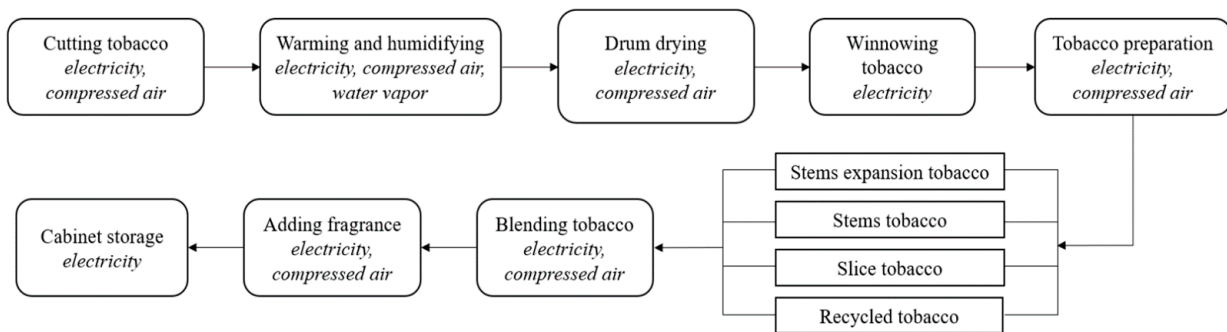 Cutting tobacco
electricity,
compressed air
Warming and humidifying
electricity, compressed air,
water vapor
Drum drying
electricity,
compressed air
Winnowing
tobacco
electricity
Tobacco preparation
electricity,
compressed air
Stems expansion tobacco
Stems tobacco
Slice tobacco
Recycled tobacco
Blending tobacco
electricity,
compressed air
Adding fragrance
electricity,
compressed air
Cabinet storage
electricity